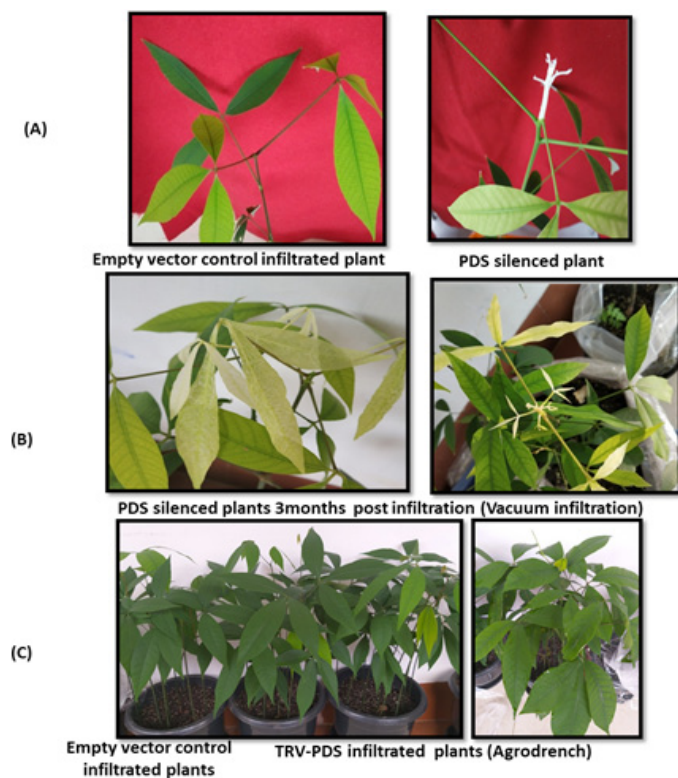 (A)
Empty vector control infiltrated plant
PDS silenced plant
(B)
PDS silenced plants 3months post infiltration (Vacuum infiltration)
(C)
Empty vector control
infiltrated plants
TRV-PDS infiltrated plants (Agrodrench)